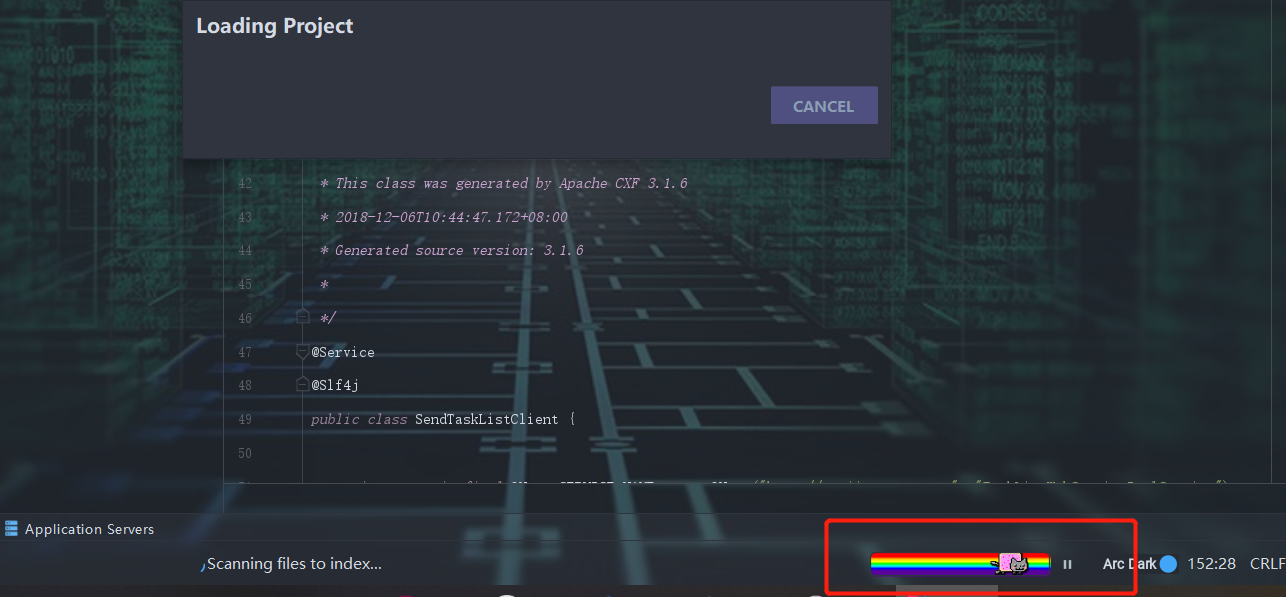 Loading Project
CANCEL
42 * This class was generated by Apache CXF 3.1.6
43 * 2018-12-06T10:44:47.172+08:00
44 * Generated source version: 3.1.6
45 *
46 */
47 @Service
48 @Slf4j
49 public class SendTaskListClient {
50
Application Servers
Scanning files to index...
Arc Dark 152:28 CRLF